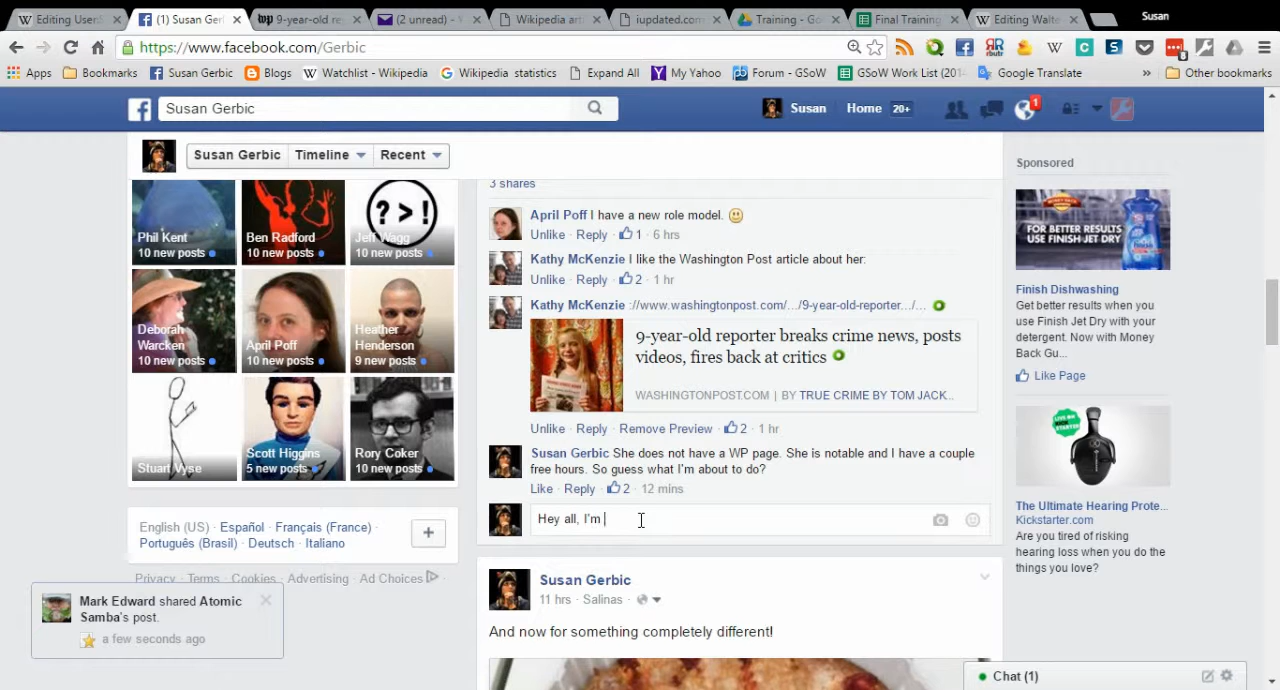 Editing User:
(1) Susan Gerbic
9-year-old re
(2 unread) -
Wikipedia arti
iupdated.com
Training - Go
Final Training
Editing Walte
Susan
https://www.facebook.com/Gerbic
Apps
Bookmarks
Susan Gerbic
Blogs
Watchlist - Wikipedia
Wikipedia statistics
Expand All
My Yahoo
Forum - GSoW
GSoW Work List (201
Google Translate
»
Other bookmarks
Susan Gerbic
Susan
Home 20+
1
Susan Gerbic
Timeline
Recent
Phil Kent
10 new posts
Ben Radford
10 new posts
(? > !)
Jeff Wagg
10 new posts
Deborah
Warcken
10 new posts
April Poff
10 new posts
Heather
Henderson
9 new posts
Stuart Vyse
Scott Higgins
5 new posts
Rory Coker
10 new posts
English (US) · Español · Français (France) ·
Português (Brasil) · Deutsch · Italiano
Privacy · Terms · Cookies · Advertising · Ad Choices
Mark Edward shared Atomic
Samba's post.
a few seconds ago
3 shares
April Poff I have a new role model.
Unlike · Reply · 1 · 6 hrs
Kathy McKenzie I like the Washington Post article about her:
Unlike · Reply · 2 · 1 hr
Kathy McKenzie ://www.washingtonpost.com/.../9-year-old-reporter.../...
9-year-old reporter breaks crime news, posts
videos, fires back at critics
WASHINGTONPOST.COM | BY TRUE CRIME BY TOM JACK...
Unlike · Reply · Remove Preview · 2 · 1 hr
Susan Gerbic She does not have a WP page. She is notable and I have a couple
free hours. So guess what I'm about to do?
Like · Reply · 2 · 12 mins
Hey all, I'm
Susan Gerbic
11 hrs · Salinas ·
And now for something completely different!
Sponsored
FOR BETTER RESULTS
USE FINISH JET DRY
Finish Dishwashing
Get better results when you
use Finish Jet Dry with your
detergent. Now with Money
Back Gu...
Like Page
LIVE ON
KICKSTARTER
The Ultimate Hearing Prote...
Kickstarter.com
Are you tired of risking
hearing loss when you do the
things you love?
Chat (1)